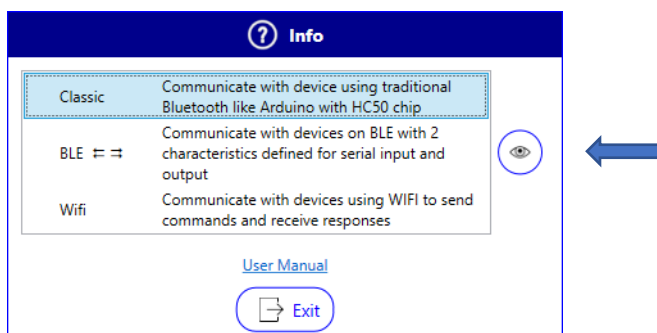 Info
Classic
Communicate with device using traditional
Bluetooth like Arduino with HC50 chip
BLE
Communicate with devices on BLE with 2
characteristics defined for serial input and
output
Wifi
Communicate with devices using WIFI to send
commands and receive responses
User Manual
Exit